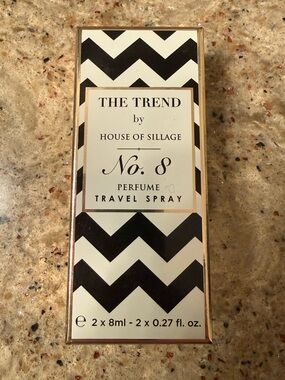 THE TREND
by
HOUSE OF SILLAGE
No. 8
PERFUME
TRAVEL SPRAY
℮ 2 x 8ml - 2 x 0.27 fl. oz.